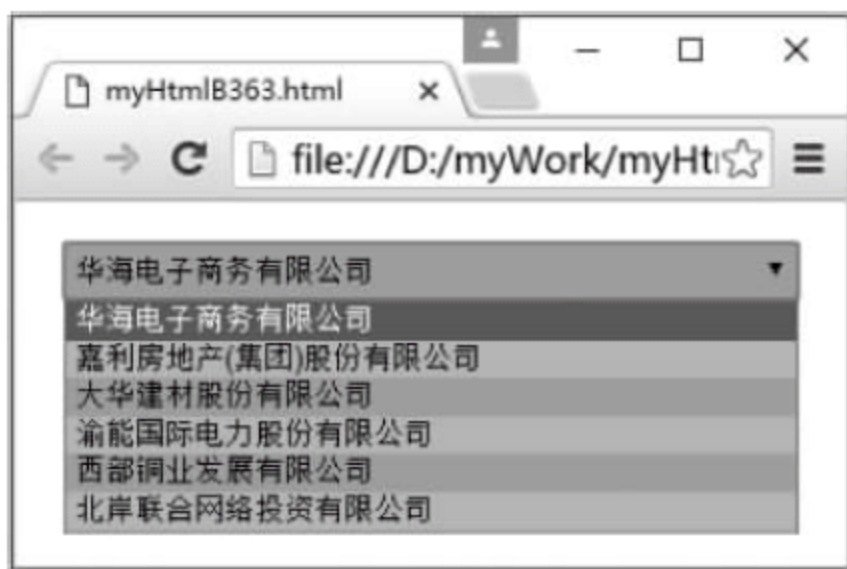 myHtmlB363.html
file:///D:/myWork/myHt
华海电子商务有限公司
华海电子商务有限公司
嘉利房地产(集团)股份有限公司
大华建材股份有限公司
渝能国际电力股份有限公司
西部铜业发展有限公司
北岸联合网络投资有限公司